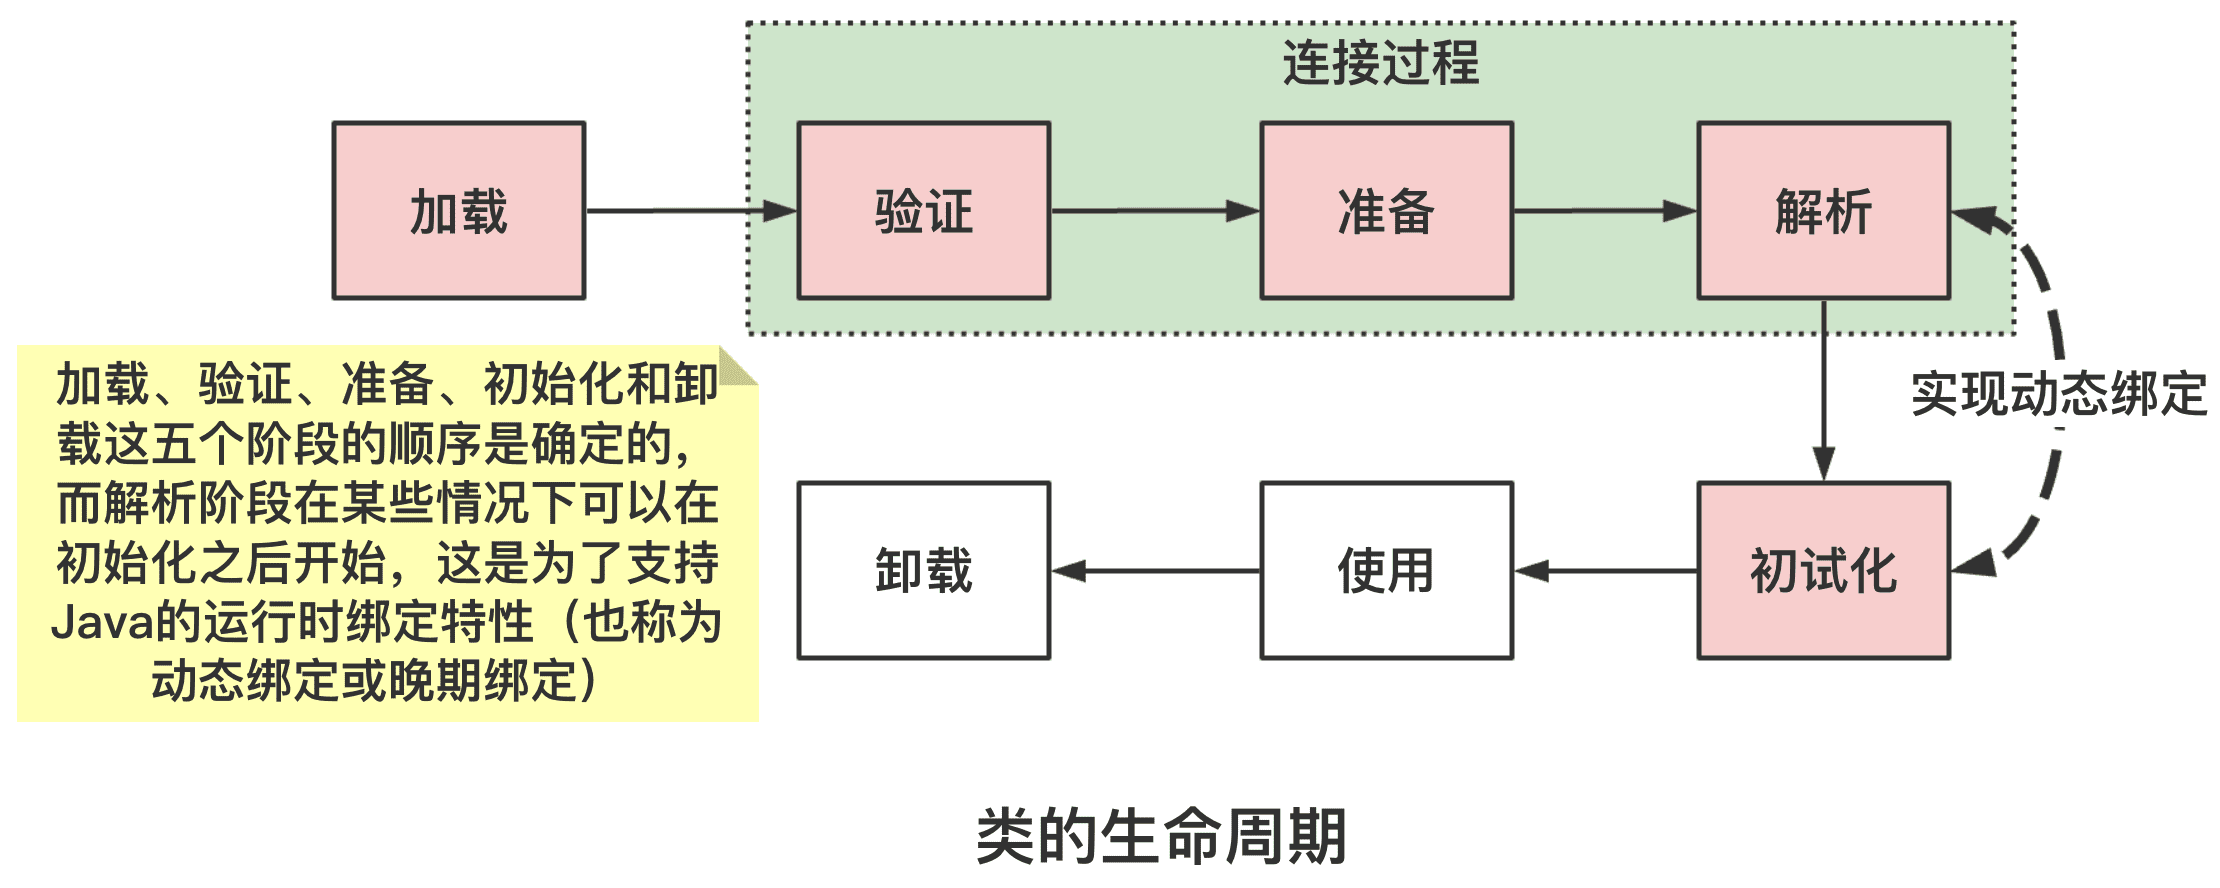 连接过程
加载
验证
准备
解析
实现动态绑定
加载、验证、准备、初始化和卸
载这五个阶段的顺序是确定的,
而解析阶段在某些情况下可以在
初始化之后开始，这是为了支持
Java的运行时绑定特性（也称为
动态绑定或晚期绑定）
卸载
使用
初试化
类的生命周期